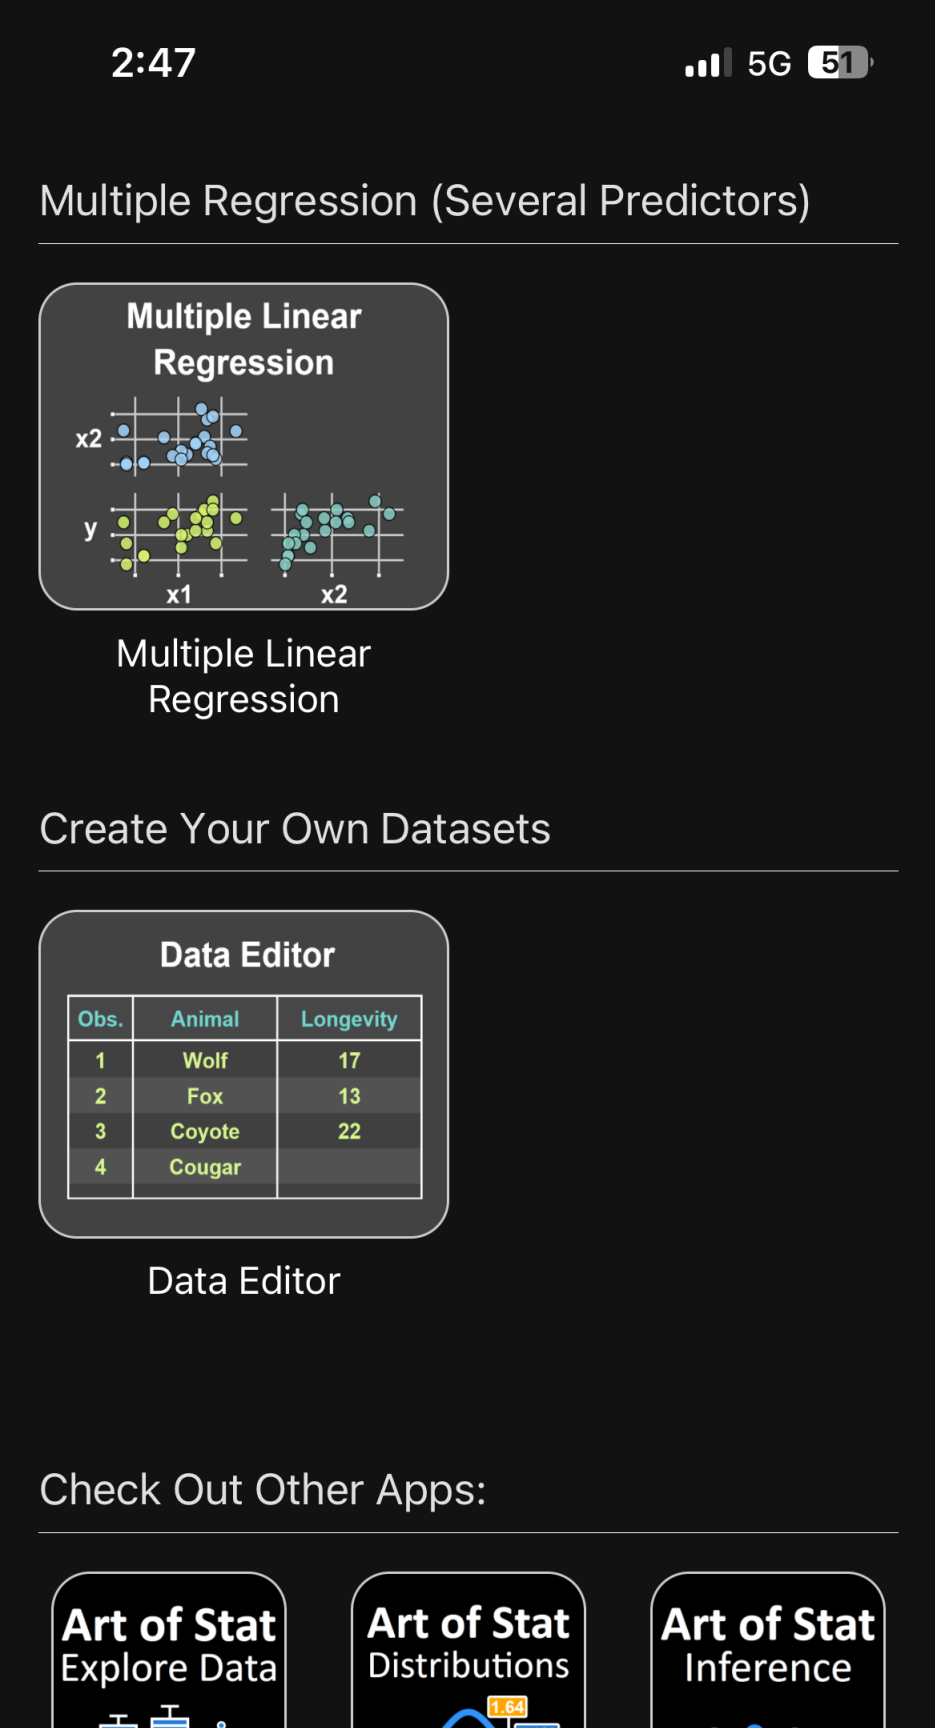 2:47
5G 51
Multiple Regression (Several Predictors)
Multiple Linear
Regression
x2
y
x1 x2
Multiple Linear
Regression
Create Your Own Datasets
Data Editor
Obs. Animal Longevity
1 Wolf 17
2 Fox 13
3 Coyote 22
4 Cougar
Data Editor
Check Out Other Apps:
Art of Stat
Explore Data
Art of Stat
Distributions
1.64
Art of Stat
Inference